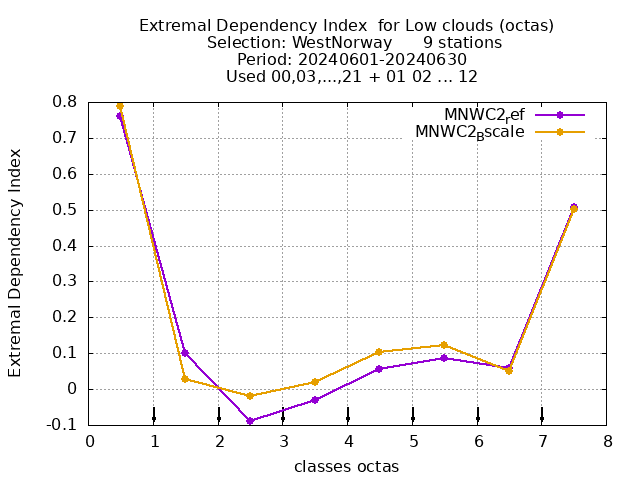 Extremal Dependency Index  for Low clouds (octas)
Selection: WestNorway      9 stations
Period: 20240601-20240630
Used 00,03,...,21 + 01 02 ... 12
MNWC2ref
MNWC2Bscale
Extremal Dependency Index
0.8
0.7
0.6
0.5
0.4
0.3
0.2
0.1
0
-0.1
0 1 2 3 4 5 6 7 8
classes octas